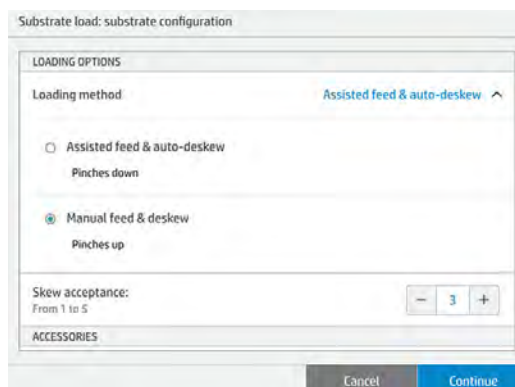 Substrate load: substrate configuration
LOADING OPTIONS
Loading method Assisted feed & auto-deskew
Assisted feed & auto-deskew
Pinches down
Manual feed & deskew
Pinches up
Skew acceptance:
From 1 to 5
− 3 +
ACCESSORIES
Cancel Continue